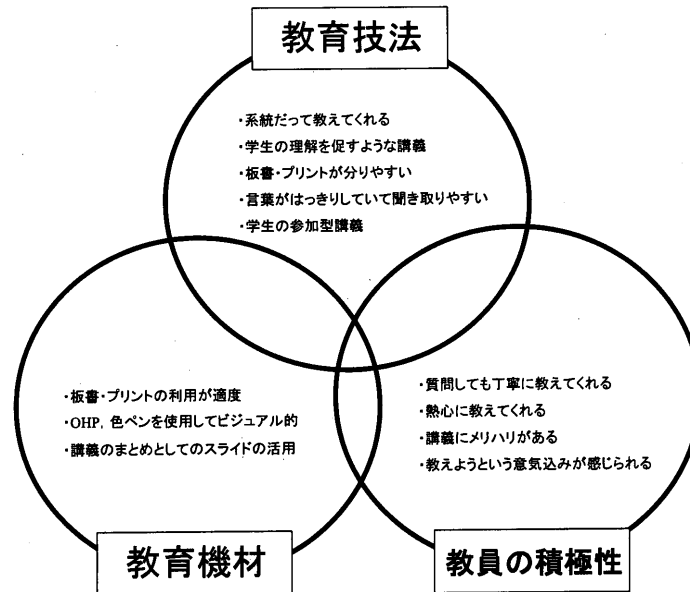 教育技法
・系統だって教えてくれる
・学生の理解を促すような講義
・板書・プリントが分りやすい
・言葉がはっきりしていて聞き取りやすい
・学生の参加型講義
・板書・プリントの利用が適度
・OHP, 色ペンを使用してビジュアル的
・講義のまとめとしてのスライドの活用
教育機材
・質問しても丁寧に教えてくれる
・熱心に教えてくれる
・講義にメリハリがある
・教えようという意気込みが感じられる
教員の積極性